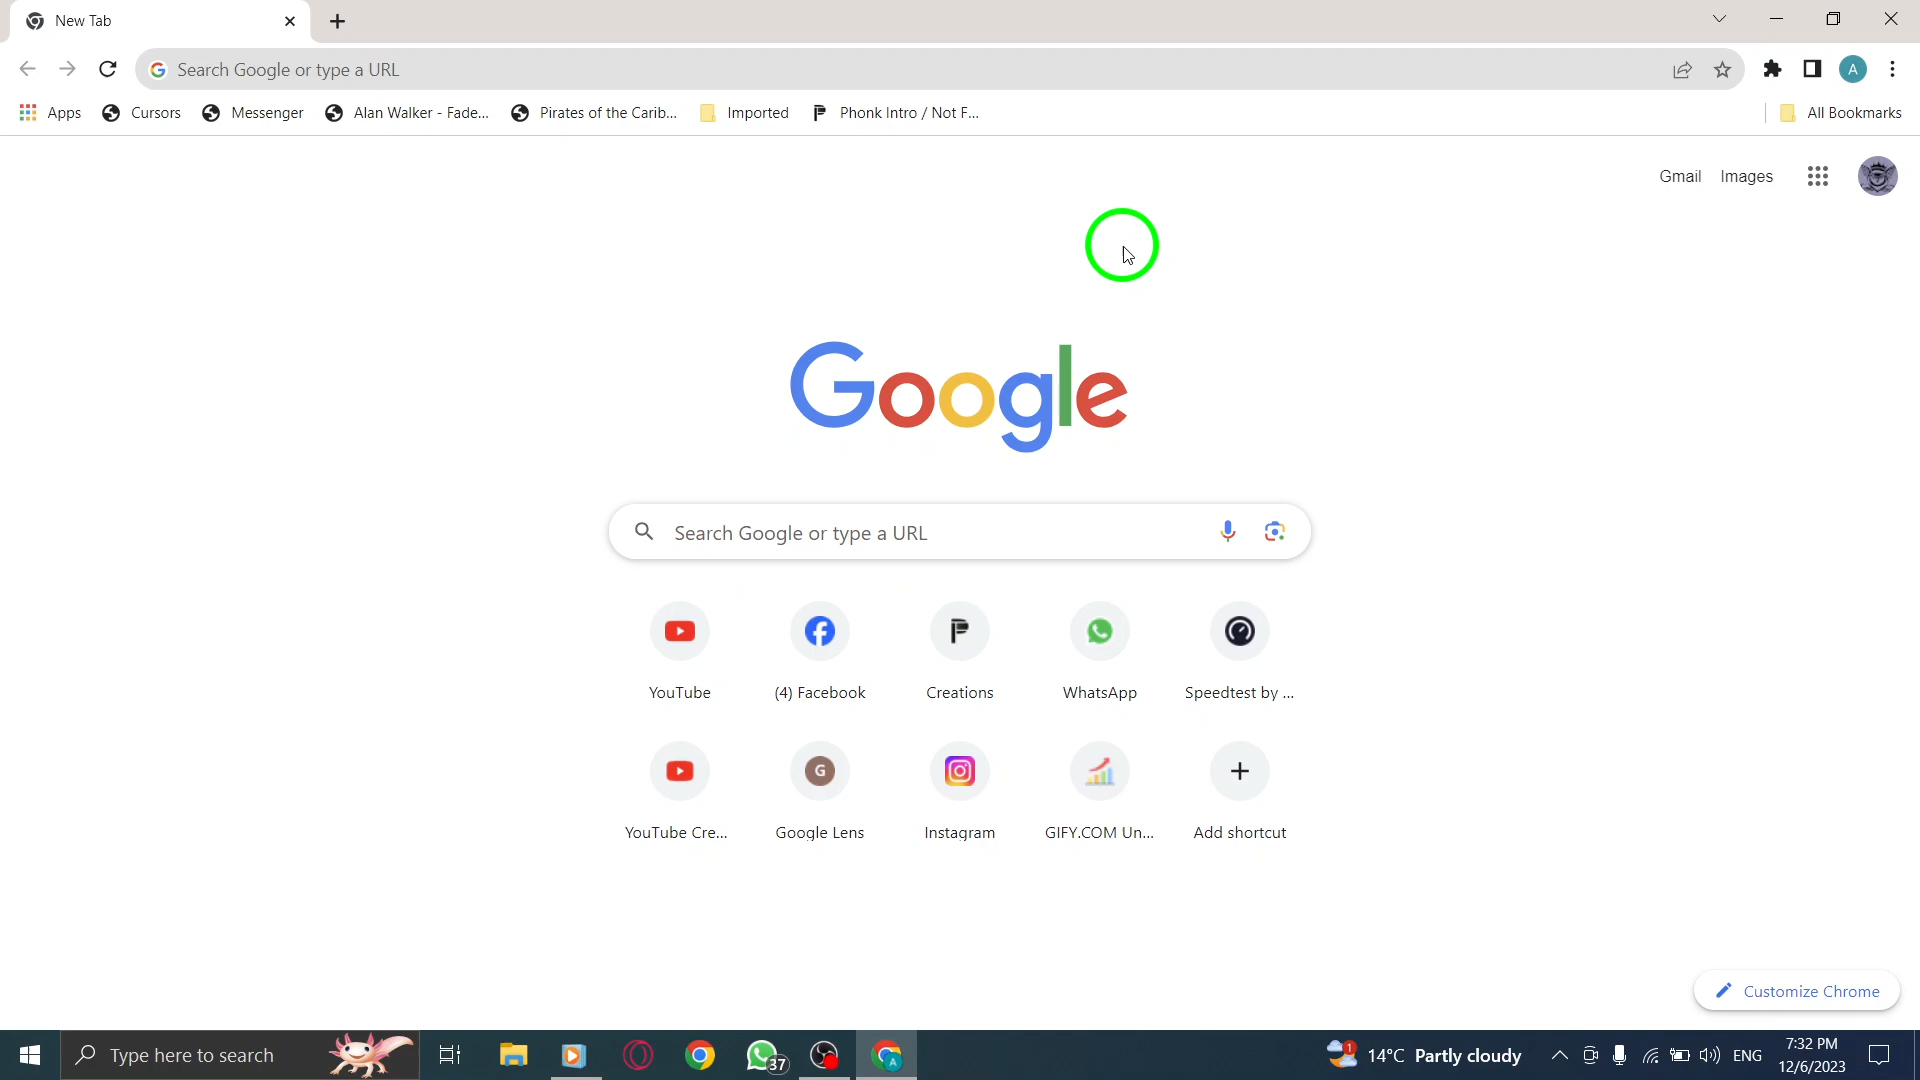 New Tab
Search Google or type a URL
Apps Cursors Messenger Alan Walker - Fade... Pirates of the Carib... Imported Phonk Intro / Not F... All Bookmarks
Gmail Images
Google
Search Google or type a URL
YouTube (4) Facebook Creations WhatsApp Speedtest by ...
YouTube Cre... Google Lens Instagram GIFY.COM Un... Add shortcut
Customize Chrome
Type here to search 37 1 14°C Partly cloudy ENG 7:32 PM
12/6/2023